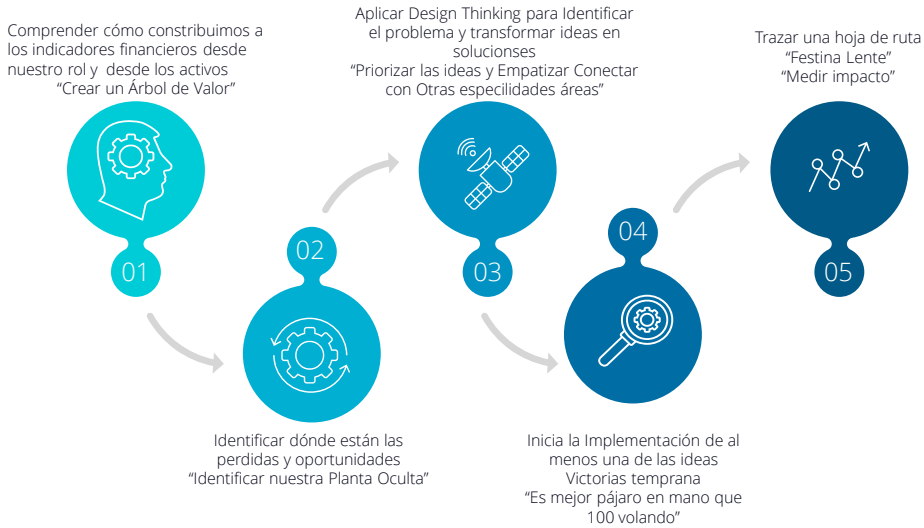 Comprender cómo constribuimos a
los indicadores financieros desde
nuestro rol y desde los activos
“Crear un Árbol de Valor”
01
02
Identificar dónde están las
perdidas y oportunidades
“Identificar nuestra Planta Oculta”
Aplicar Design Thinking para Identificar
el problema y transformar ideas en
solucionses
“Priorizar las ideas y Empatizar Conectar
con Otras especilidades áreas”
03
04
Inicia la Implementación de al
menos una de las ideas
Victorias temprana
“Es mejor pájaro en mano que
100 volando”
Trazar una hoja de ruta
“Festina Lente”
“Medir impacto”
05